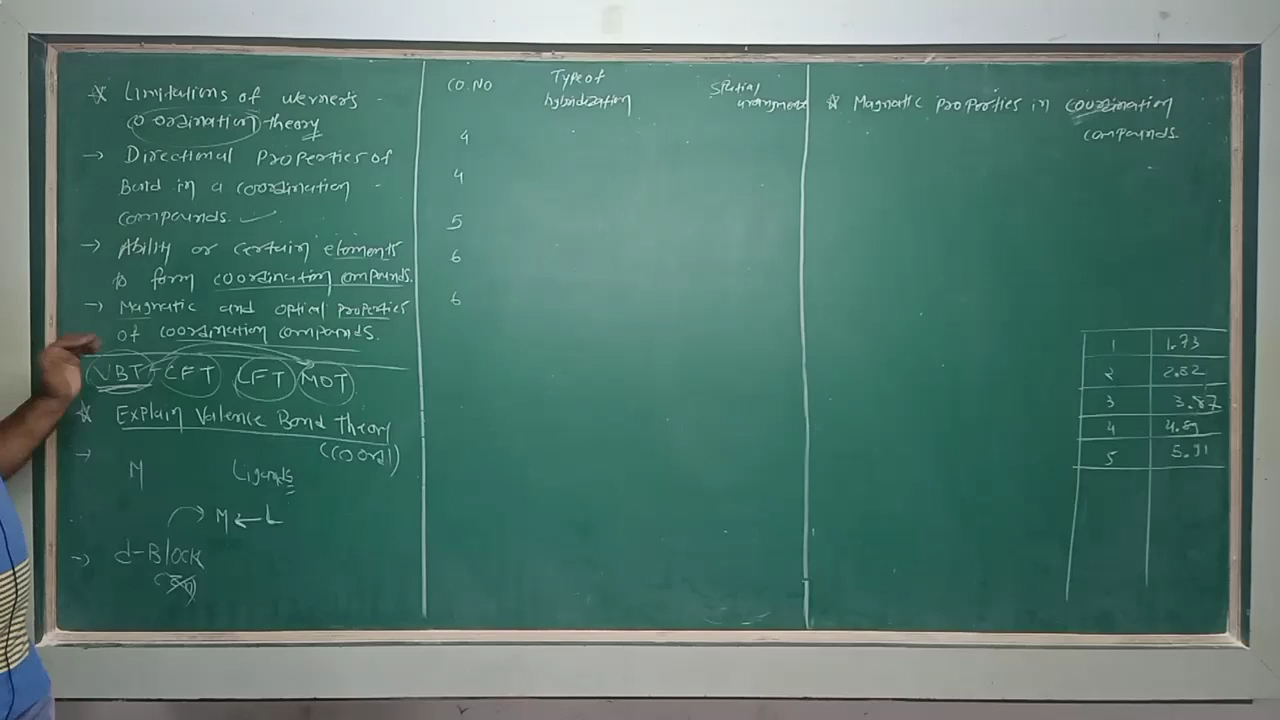 * Limitations of werner's
coordination theory
→ Directional Properties of
Bond in a coordination
compounds. ✓
→ Ability or certain elements
to form coordination compounds.
→ Magnatic and optical properties
of coordination compounds.
VBT CFT LFT MOT
* Explain Valence Bond theory
(coord)
→
M Ligands
→ M ← L
→ d-Block
CO.NO Type of hybridization Spatial arrangment
4
4
5
6
6
* Magnatic properties in coordination
compounds.
1 1.73
2 2.82
3 3.87
4 4.89
5 5.91